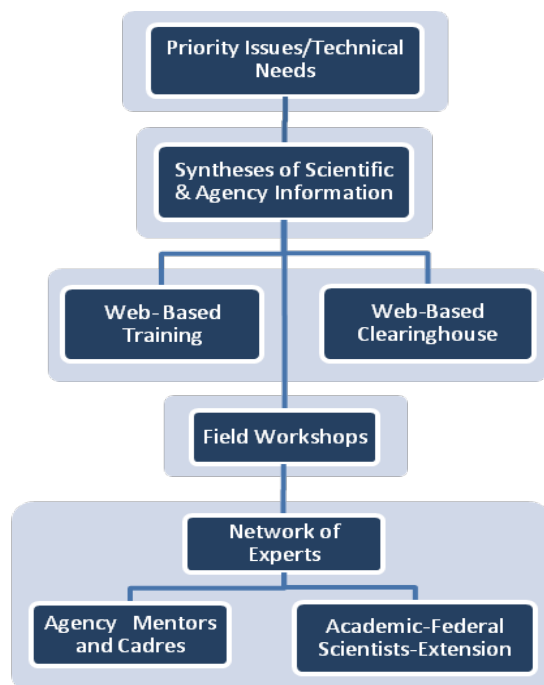 Priority Issues/Technical
Needs
Syntheses of Scientific
& Agency Information
Web-Based
Training
Web-Based
Clearinghouse
Field Workshops
Network of
Experts
Agency Mentors
and Cadres
Academic-Federal
Scientists-Extension